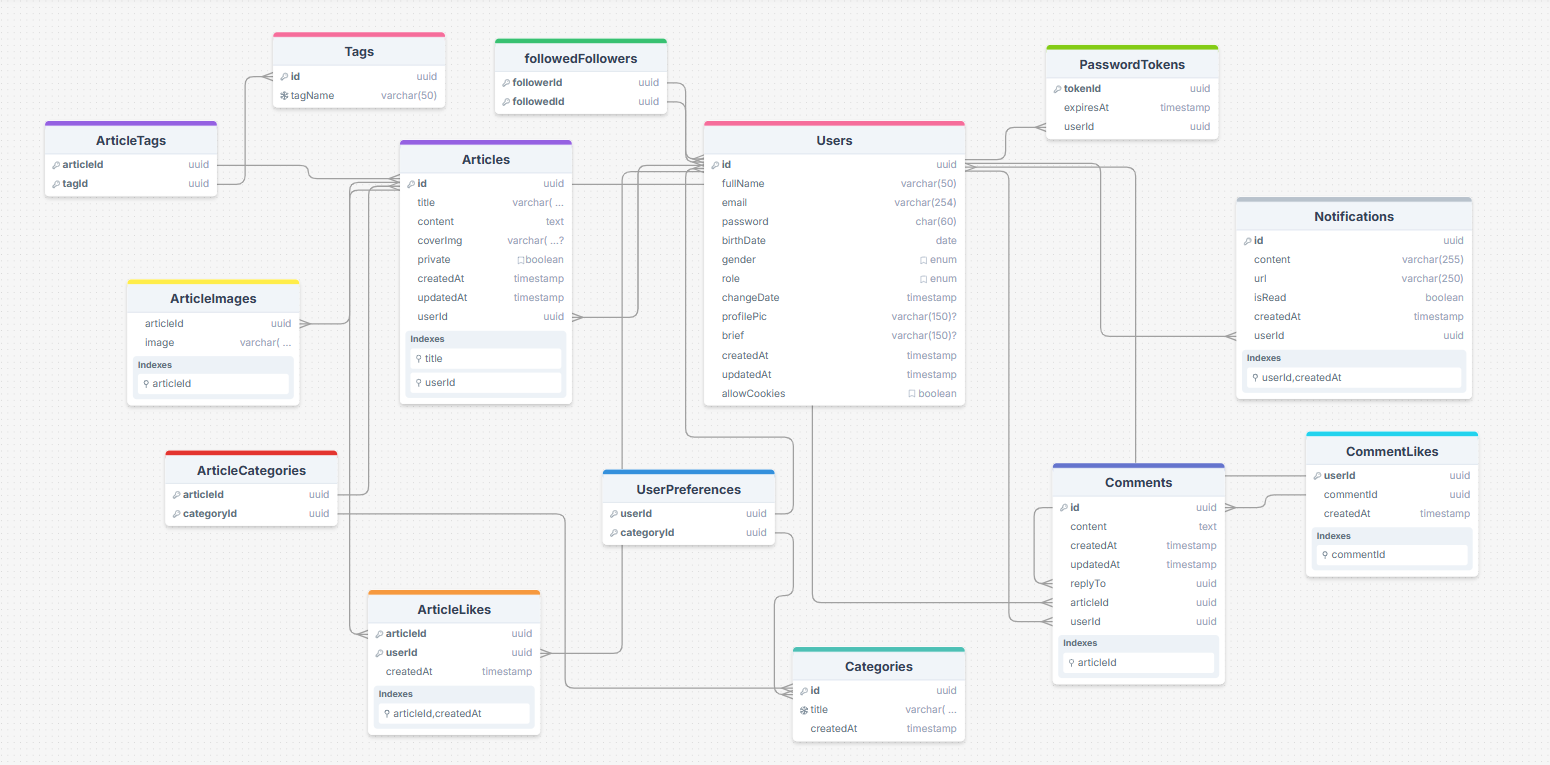 Tags
id uuid
tagName varchar(50)
followedFollowers
followerId uuid
followedId uuid
PasswordTokens
tokenId uuid
expiresAt timestamp
userId uuid
ArticleTags
articleId uuid
tagId uuid
Articles
id uuid
title varchar( ...
content text
coverImg varchar( ...?
private boolean
createdAt timestamp
updatedAt timestamp
userId uuid
Indexes
title
userId
Users
id uuid
fullName varchar(50)
email varchar(254)
password char(60)
birthDate date
gender enum
role enum
changeDate timestamp
profilePic varchar(150)?
brief varchar(150)?
createdAt timestamp
updatedAt timestamp
allowCookies boolean
Notifications
id uuid
content varchar(255)
url varchar(250)
isRead boolean
createdAt timestamp
userId uuid
Indexes
userId,createdAt
ArticleImages
articleId uuid
image varchar( ...
Indexes
articleId
ArticleCategories
articleId uuid
categoryId uuid
UserPreferences
userId uuid
categoryId uuid
Comments
id uuid
content text
createdAt timestamp
updatedAt timestamp
replyTo uuid
articleId uuid
userId uuid
Indexes
articleId
CommentLikes
userId uuid
commentId uuid
createdAt timestamp
Indexes
commentId
ArticleLikes
articleId uuid
userId uuid
createdAt timestamp
Indexes
articleId,createdAt
Categories
id uuid
title varchar( ...
createdAt timestamp